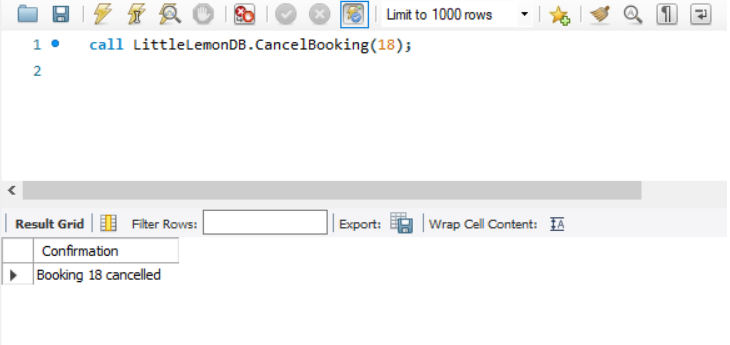 Limit to 1000 rows
1 call LittleLemonDB.CancelBooking(18);
2
Result Grid Filter Rows: Export: Wrap Cell Content:
Confirmation
Booking 18 cancelled